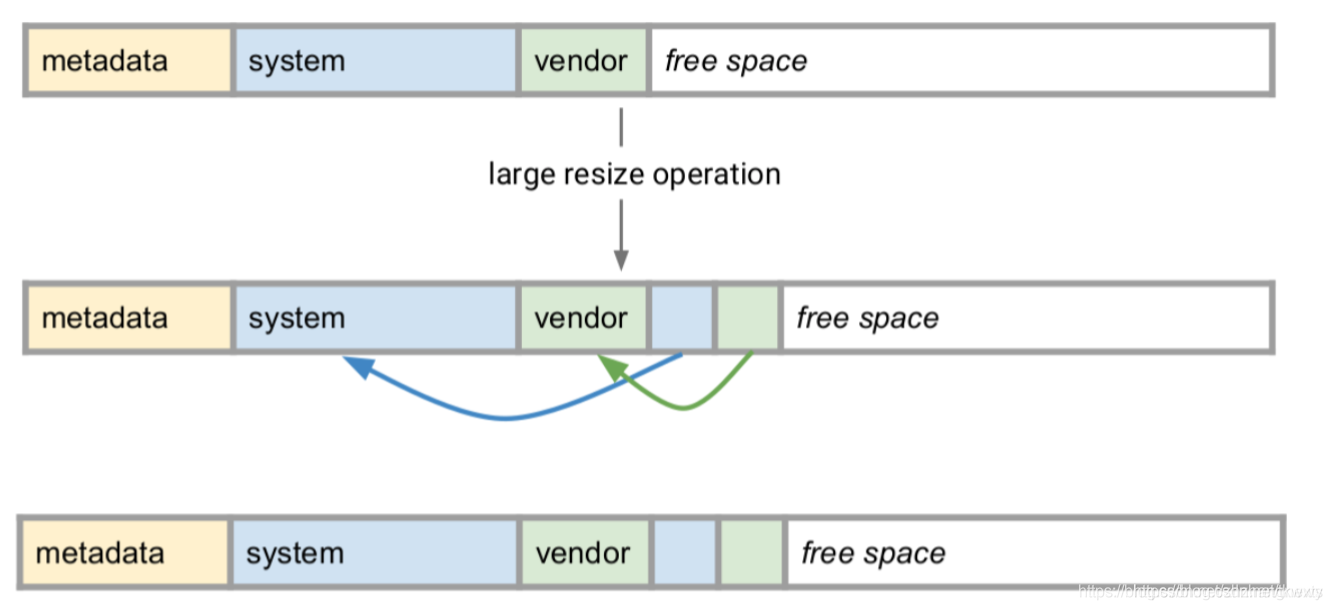 metadata system vendor free space
large resize operation
metadata system vendor free space
metadata system vendor free space